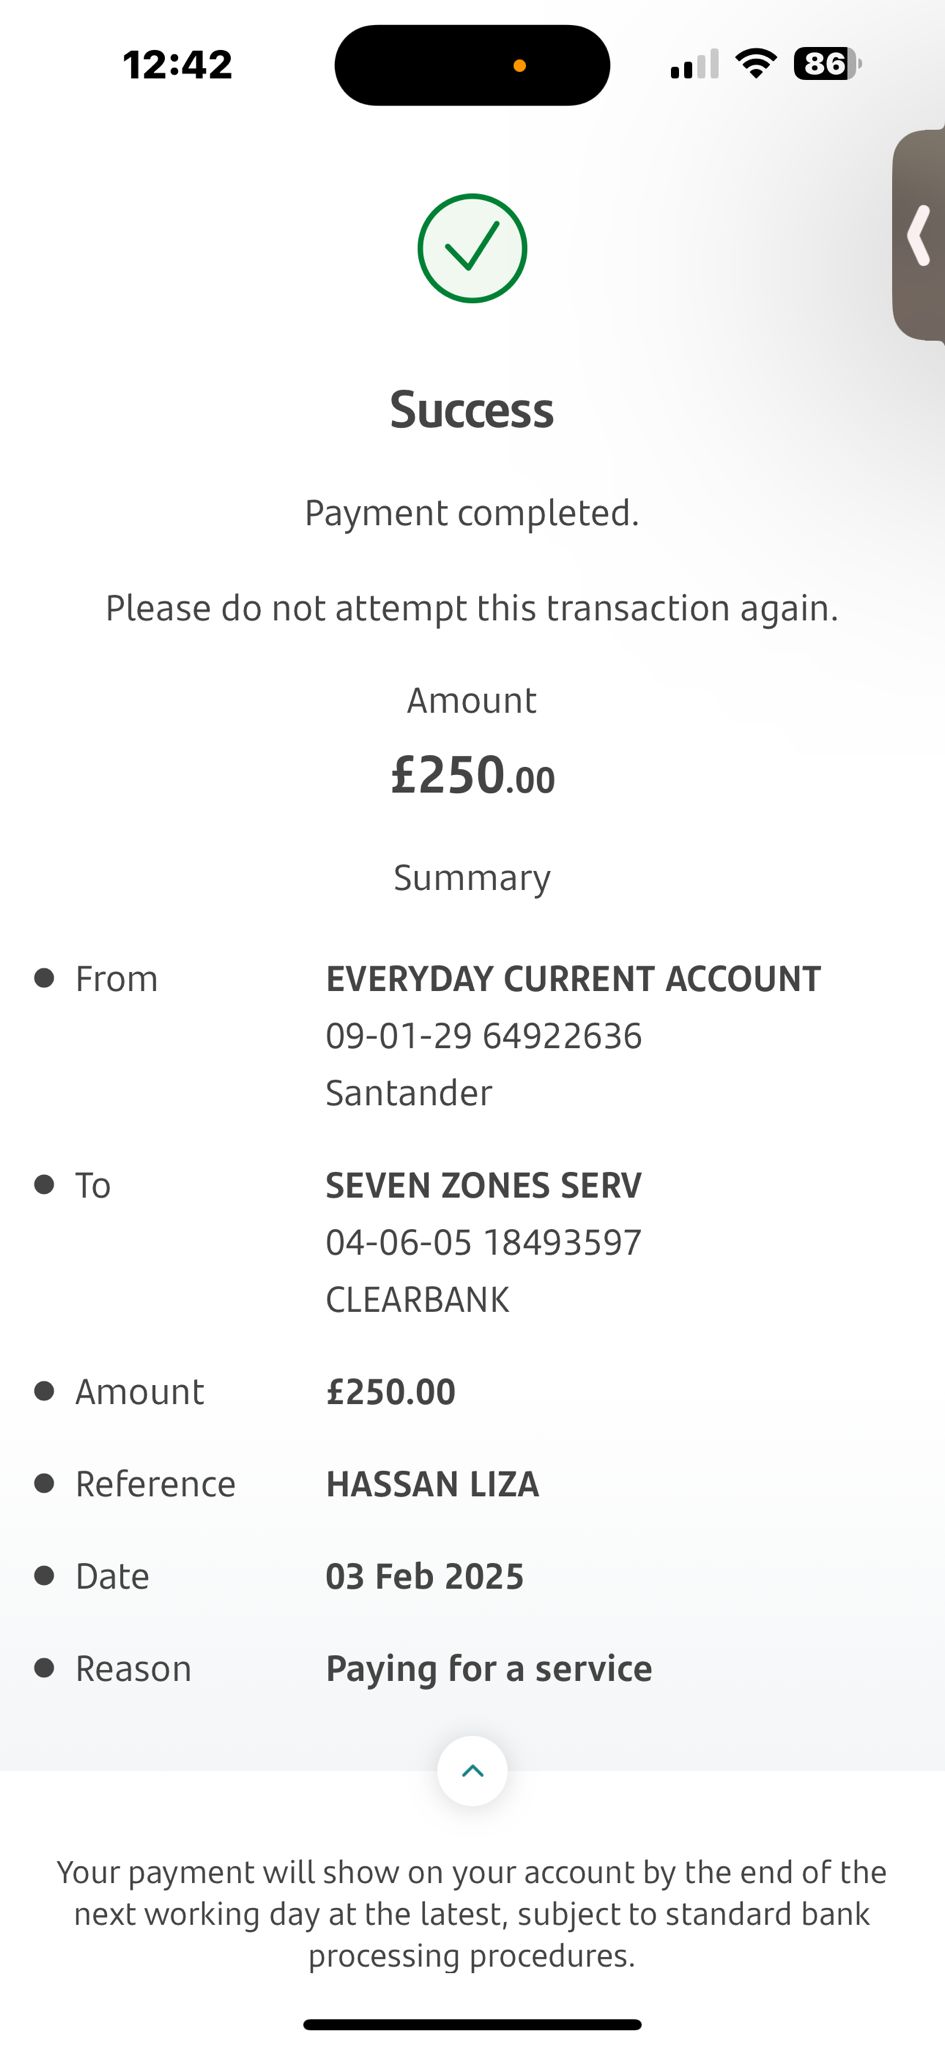 12:42
86
Success
Payment completed.
Please do not attempt this transaction again.
Amount
£250.00
Summary
From EVERYDAY CURRENT ACCOUNT
09-01-29 64922636
Santander
To SEVEN ZONES SERV
04-06-05 18493597
CLEARBANK
Amount £250.00
Reference HASSAN LIZA
Date 03 Feb 2025
Reason Paying for a service
Your payment will show on your account by the end of the
next working day at the latest, subject to standard bank
processing procedures.